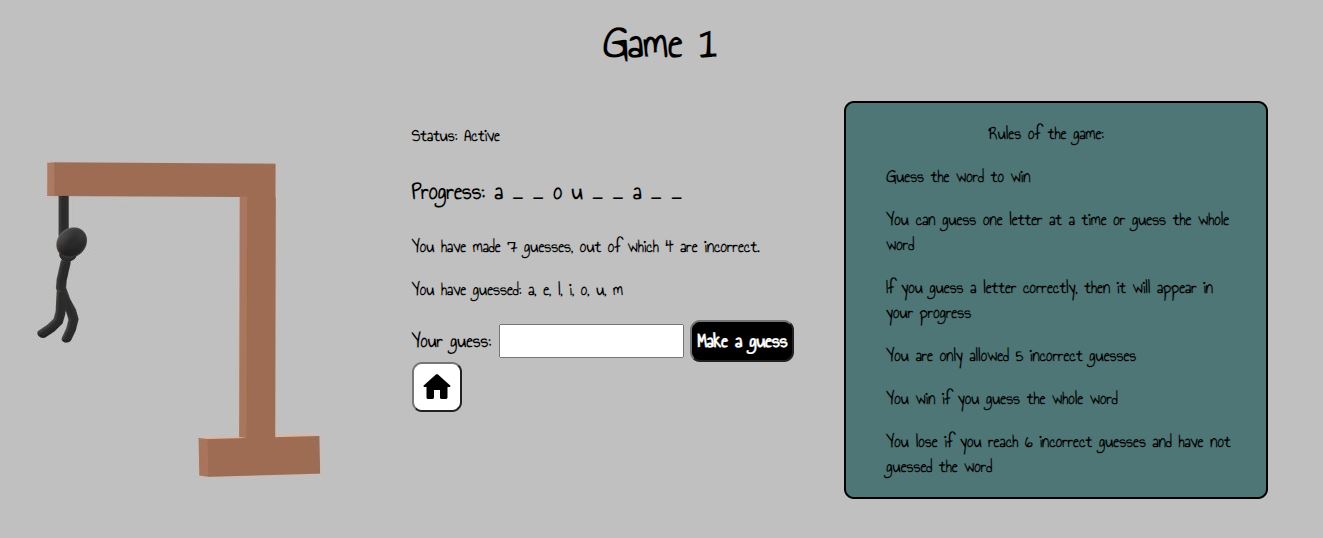 Game 1
Status: Active
Progress: a _ _ o u _ _ a _ _
You have made 7 guesses, out of which 4 are incorrect.
You have guessed: a, e, l, i, o, u, m
Your guess:
Make a guess
Rules of the game:
Guess the word to win
You can guess one letter at a time or guess the whole
word
If you guess a letter correctly, then it will appear in
your progress
You are only allowed 5 incorrect guesses
You win if you guess the whole word
You lose if you reach 6 incorrect guesses and have not
guessed the word